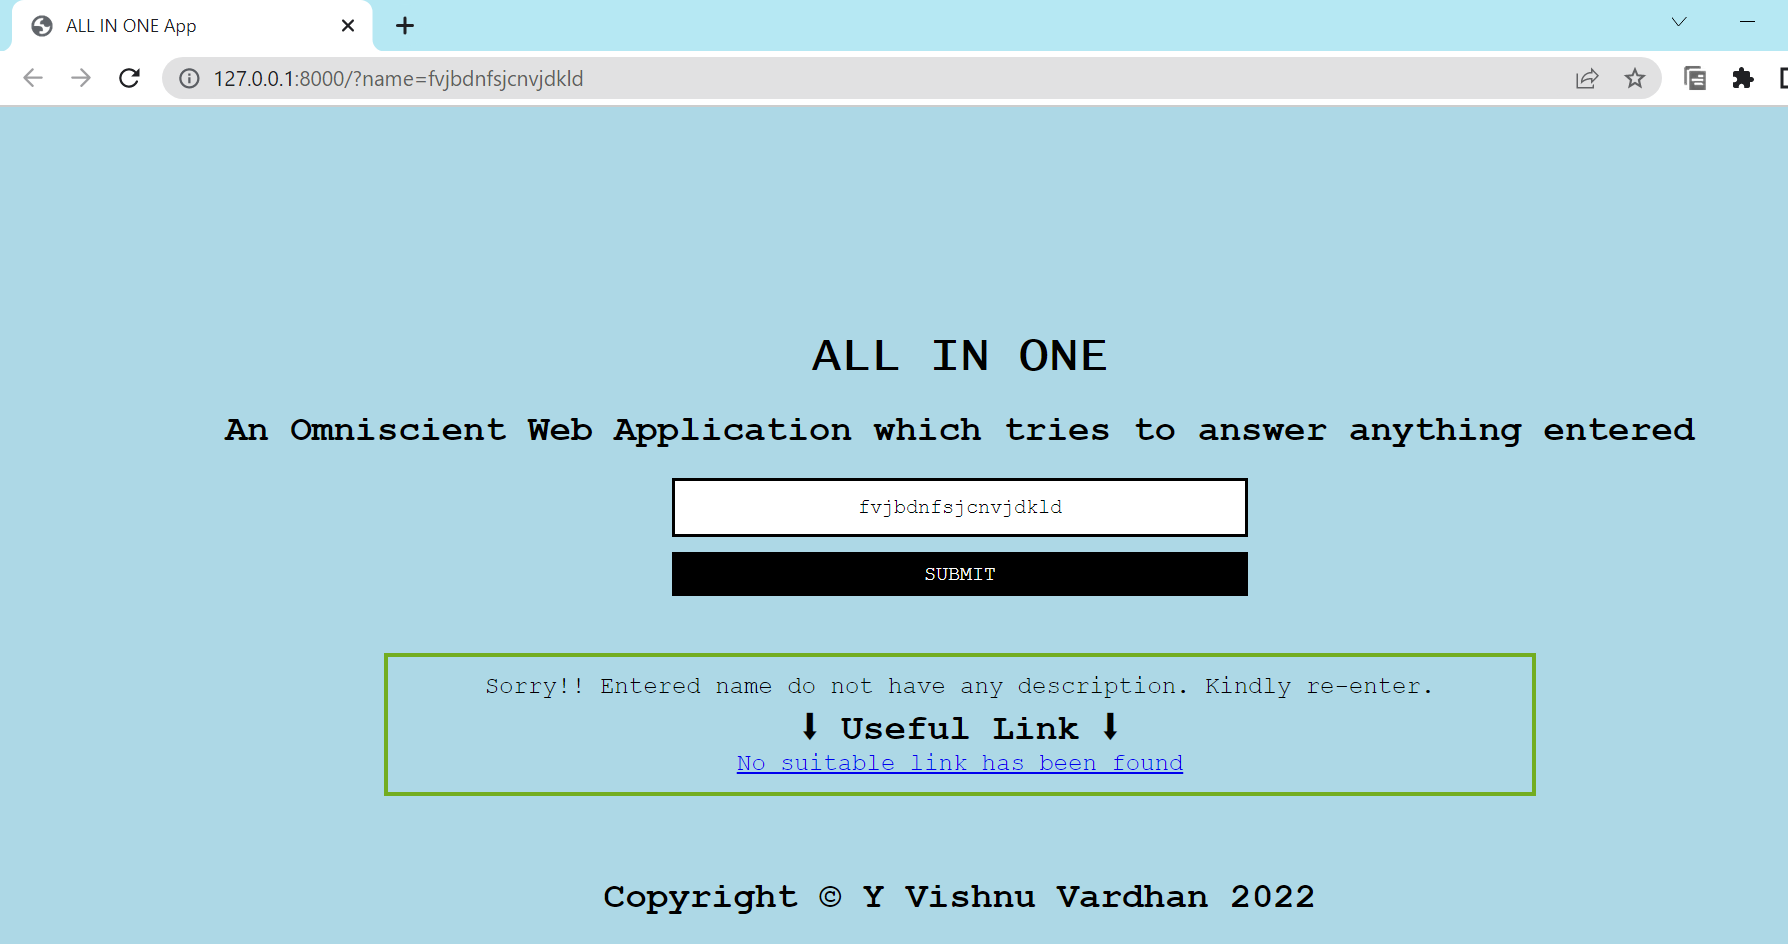 ALL IN ONE App
127.0.0.1:8000/?name=fvjbdnfsjcnvjdkld
ALL IN ONE
An Omniscient Web Application which tries to answer anything entered
fvjbdnfsjcnvjdkld
SUBMIT
Sorry!! Entered name do not have any description. Kindly re-enter.
⬇ Useful Link ⬇
No suitable link has been found
Copyright © Y Vishnu Vardhan 2022